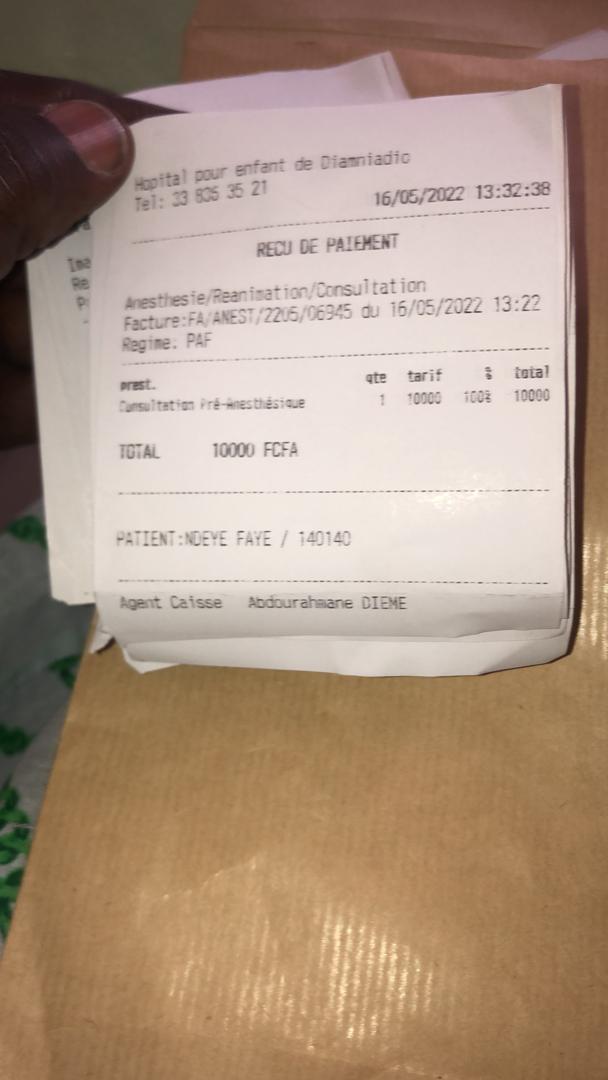 Hopital pour enfant de Diamniadio
Tel: 33 836 35 21
16/05/2022 13:32:38
RECU DE PAIEMENT
Anesthesie/Reanimation/Consultation
Facture:FA/ANEST/2205/06945 du 16/05/2022 13:22
Regime: PAF
prest. qte tarif % total
Consultation Pré-Anesthésique 1 10000 100% 10000
TOTAL 10000 FCFA
PATIENT:NDEYE FAYE / 140140
Agent Caisse Abdourahmane DIEME
Ima
Re
P